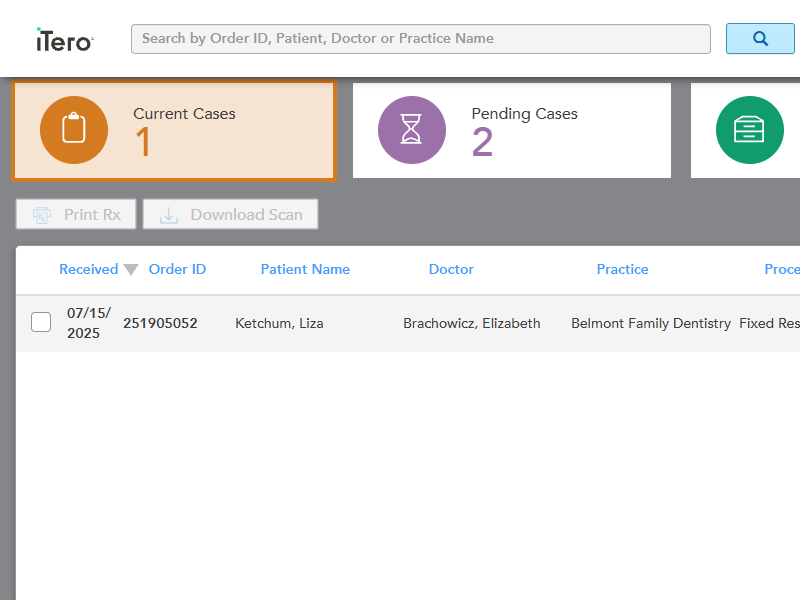 iTero
Search by Order ID, Patient, Doctor or Practice Name
Current Cases
1
Pending Cases
2
Print Rx
Download Scan
Received Order ID Patient Name Doctor Practice Proce
07/15/
2025
251905052 Ketchum, Liza Brachowicz, Elizabeth Belmont Family Dentistry Fixed Res